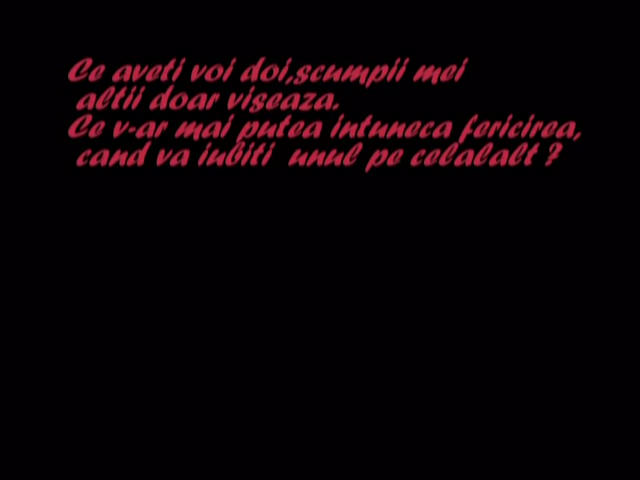 Ce aveti voi doi,scumpii mei
altii doar viseaza.
Ce v-ar mai putea intuneca fericirea,
cand va iubiti unul pe celalalt ?